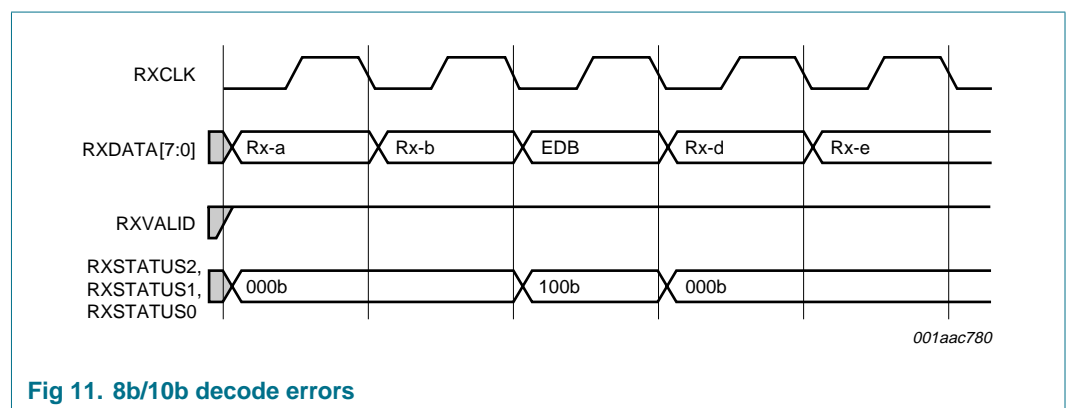 RXCLK
RXDATA[7:0]
Rx-a
Rx-b
EDB
Rx-d
Rx-e
RXVALID
RXSTATUS2,
RXSTATUS1,
RXSTATUS0
000b
100b
000b
001aac780
Fig 11. 8b/10b decode errors